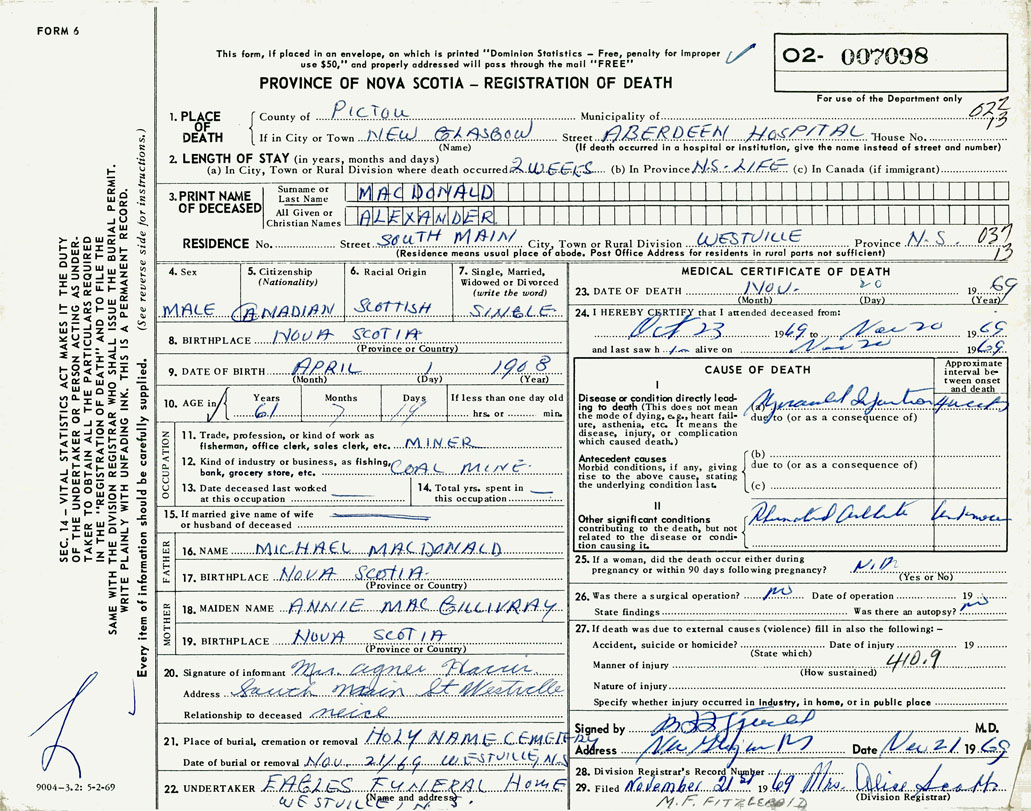 FORM 6
This form, if placed in an envelope, on which is printed "Dominion Statistics – Free, penalty for improper
use $50," and properly addressed will pass through the mail "FREE"
O2- 007098
PROVINCE OF NOVA SCOTIA – REGISTRATION OF DEATH
For use of the Department only
1. PLACE OF DEATH
County of PICTOU Municipality of 022
13
If in City or Town NEW GLASGOW Street ABERDEEN HOSPITAL House No.
(Name) (If death occurred in a hospital or institution, give the name instead of street and number)
2. LENGTH OF STAY (in years, months and days)
(a) In City, Town or Rural Division where death occurred 2 WEEKS (b) In Province N.S-LIFE (c) In Canada (if immigrant)
3. PRINT NAME OF DECEASED
Surname or Last Name MACDONALD
All Given or Christian Names ALEXANDER
RESIDENCE No. Street SOUTH MAIN City, Town or Rural Division WESTVILLE Province N.S. 037
13
(Residence means usual place of abode. Post Office Address for residents in rural parts not sufficient)
4. Sex 5. Citizenship (Nationality) 6. Racial Origin 7. Single, Married, Widowed or Divorced (write the word)
MALE CANADIAN SCOTTISH SINGLE
8. BIRTHPLACE NOVA SCOTIA
(Province or Country)
9. DATE OF BIRTH APRIL 1 1908
(Month) (Day) (Year)
10. AGE in Years Months Days If less than one day old
61 7 19 hrs. or min.
OCCUPATION
11. Trade, profession, or kind of work as
fisherman, office clerk, sales clerk, etc. MINER
12. Kind of industry or business, as fishing,
bank, grocery store, etc. COAL MINE
13. Date deceased last worked at this occupation
14. Total yrs. spent in this occupation
15. If married give name of wife
or husband of deceased
FATHER
16. NAME MICHAEL MACDONALD
17. BIRTHPLACE NOVA SCOTIA
(Province or Country)
MOTHER
18. MAIDEN NAME ANNIE MAC GILLIVRAY
19. BIRTHPLACE NOVA SCOTIA
(Province or Country)
20. Signature of informant Mrs. Agnes
Address South Main St Westville
Relationship to deceased neice
21. Place of burial, cremation or removal HOLY NAME CEMETERY
Date of burial or removal NOV. 21/69 WESTVILLE, N.S.
22. UNDERTAKER EAGLES FUNERAL HOME
(Name and address)
WESTVILLE, N.S.
MEDICAL CERTIFICATE OF DEATH
23. DATE OF DEATH NOV. 20 19 69
(Month) (Day) (Year)
24. I HEREBY CERTIFY that I attended deceased from:
Oct 23 1969 to Nov 20 1969
and last saw him alive on Nov 20 1969
CAUSE OF DEATH
Approximate interval between onset and death
I
Disease or condition directly lead-
ing to death (This does not mean
the mode of dying, e.g., heart fail-
ure, asthenia, etc. It means the
disease, injury, or complication
which caused death.)
(a) Myocardial Infarction 4 weeks
due to (or as a consequence of)
Antecedent causes
Morbid conditions, if any, giving
rise to the above cause, stating
the underlying condition last.
(b)
due to (or as a consequence of)
(c)
II
Other significant conditions
contributing to the death, but not
related to the disease or condi-
tion causing it.
Rheumatoid Arthritis Unknown
25. If a woman, did the death occur either during
pregnancy or within 90 days following pregnancy?
(Yes or No)
26. Was there a surgical operation? no Date of operation 19
State findings Was there an autopsy? no
27. If death was due to external causes (violence) fill in also the following: –
Accident, suicide or homicide? Date of injury 19
(State which)
Manner of injury 410.9
(How sustained)
Nature of injury
Specify whether injury occurred in industry, in home, or in public place
Signed by M.D.
Address New Glasgow NS Date Nov 21 1969
28. Division Registrar's Record Number
29. Filed November 21st 1969 Mrs. Alice
(Division Registrar)
M.F. FITZGERALD
SEC. 14 – VITAL STATISTICS ACT MAKES IT THE DUTY
OF THE UNDERTAKER OR PERSON ACTING AS UNDER-
TAKER TO OBTAIN ALL THE PARTICULARS REQUIRED
IN THE "REGISTRATION OF DEATH" AND TO FILE THE
SAME WITH THE DIVISION REGISTRAR WHO SHALL ISSUE THE BURIAL PERMIT.
WRITE PLAINLY WITH UNFADING INK. THIS IS A PERMANENT RECORD.
Every item of information should be carefully supplied. (See reverse side for instructions.)
9004-3.2: 5-2-69